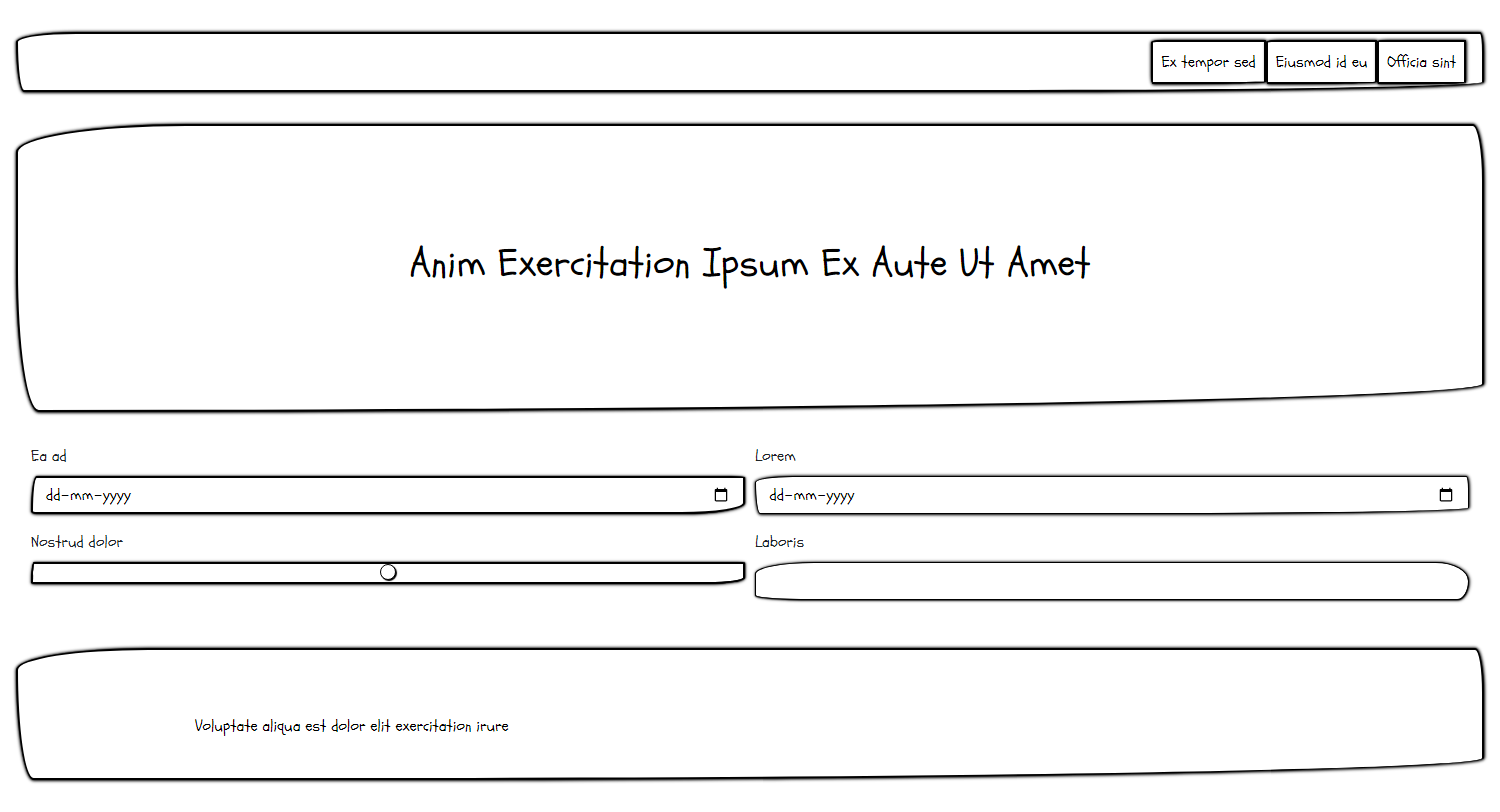 Ex tempor sed Eiusmod id eu Officia sint
Anim Exercitation Ipsum Ex Aute Ut Amet
Ea ad
dd-mm-yyyy
Lorem
dd-mm-yyyy
Nostrud dolor
Laboris
Voluptate aliqua est dolor elit exercitation irure